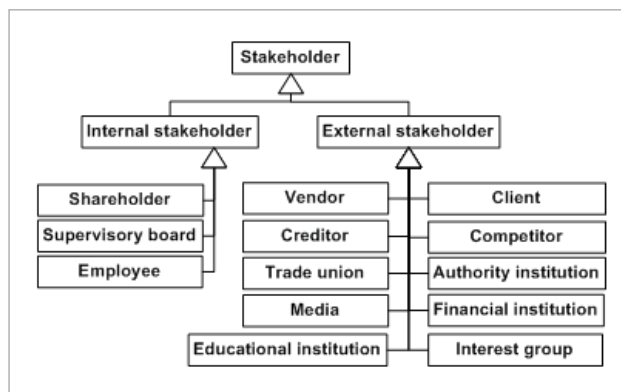 Stakeholder
Internal stakeholder
External stakeholder
Shareholder
Supervisory board
Employee
Vendor
Client
Creditor
Competitor
Trade union
Authority institution
Media
Financial institution
Educational institution
Interest group